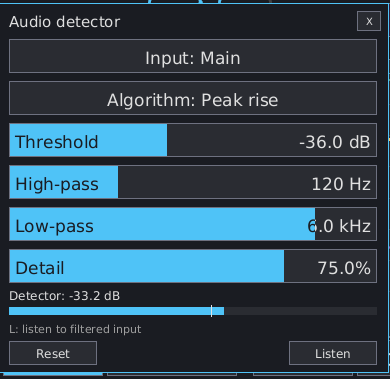 Audio detector
X
Input: Main
Algorithm: Peak rise
Threshold -36.0 dB
High-pass 120 Hz
Low-pass 6.0 kHz
Detail 75.0%
Detector: -33.2 dB
L: listen to filtered input
Reset Listen